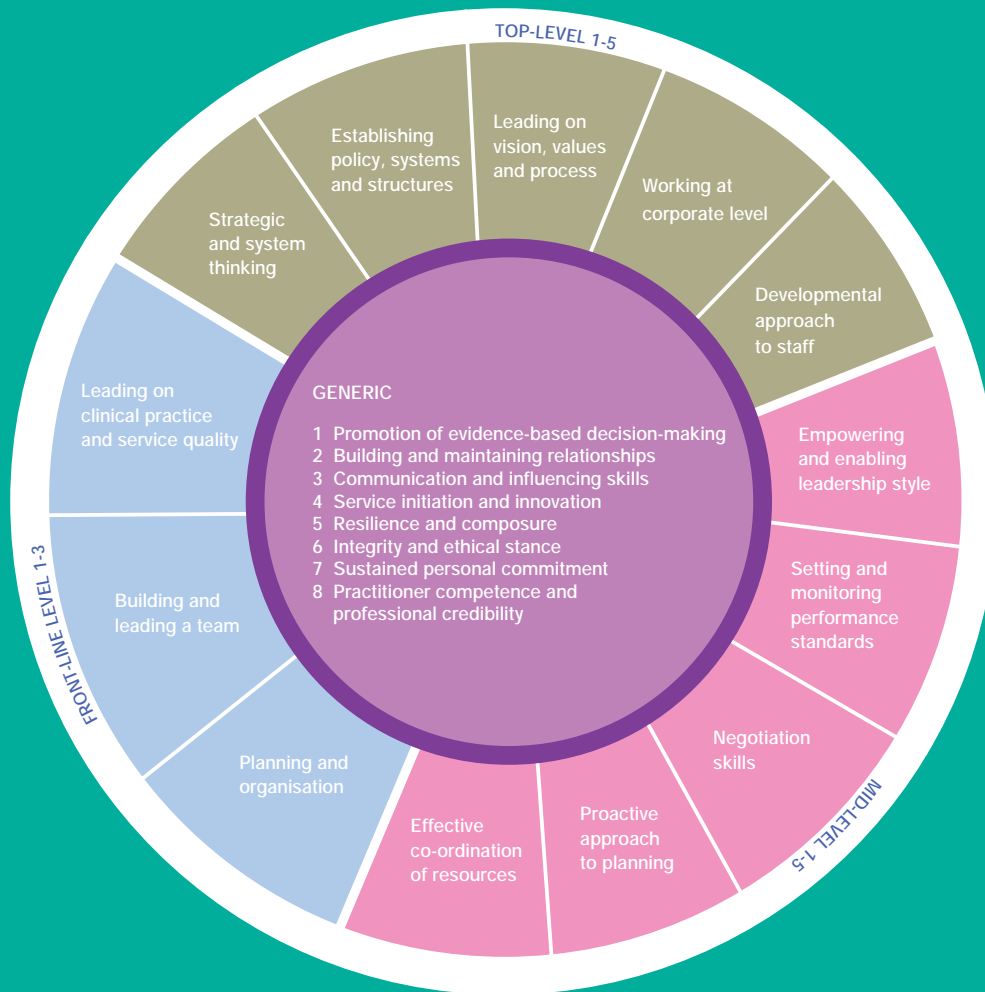 TOP-LEVEL 1-5
Strategic
and system
thinking
Establishing
policy, systems
and structures
Leading on
vision, values
and process
Working at
corporate level
Developmental
approach
to staff
Empowering
and enabling
leadership style
Setting and
monitoring
performance
standards
Negotiation
skills
Proactive
approach
to planning
Effective
co-ordination
of resources
MID-LEVEL 1-5
Planning and
organisation
Building and
leading a team
Leading on
clinical practice
and service quality
FRONT-LINE LEVEL 1-3
GENERIC
1 Promotion of evidence-based decision-making
2 Building and maintaining relationships
3 Communication and influencing skills
4 Service initiation and innovation
5 Resilience and composure
6 Integrity and ethical stance
7 Sustained personal commitment
8 Practitioner competence and
professional credibility